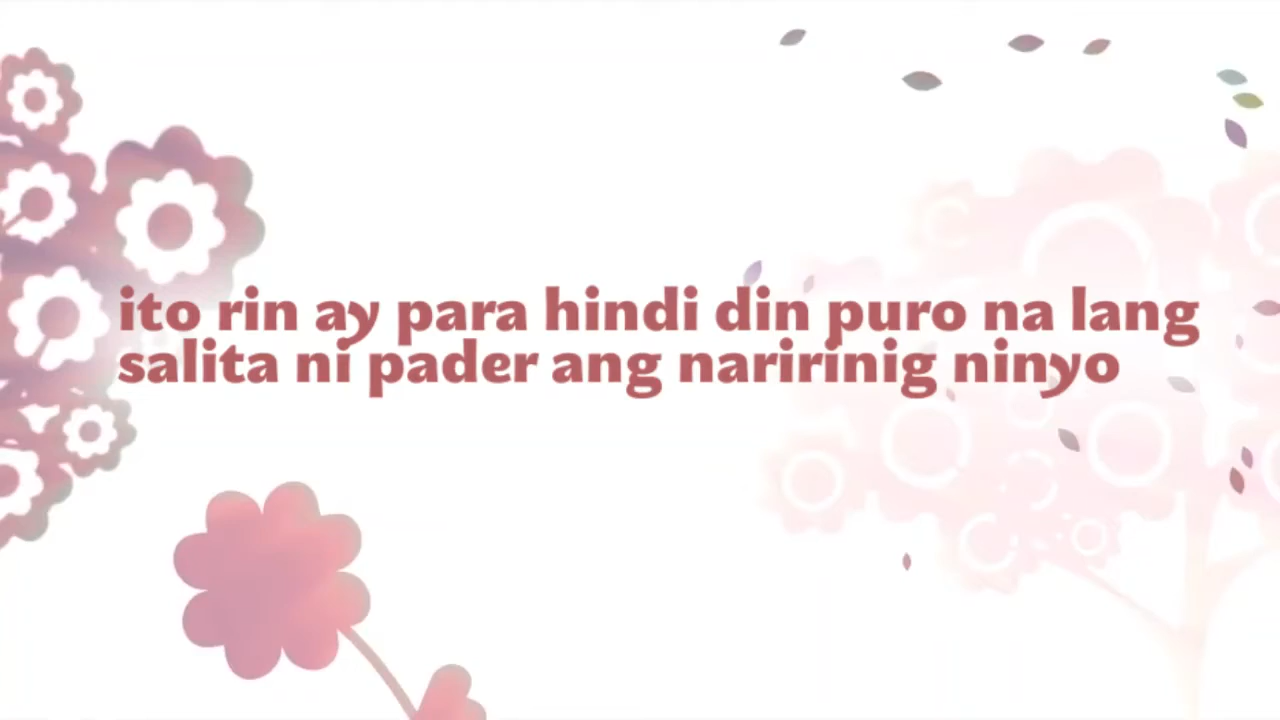 ito rin ay para hindi din puro na lang
salita ni pader ang naririnig ninyo